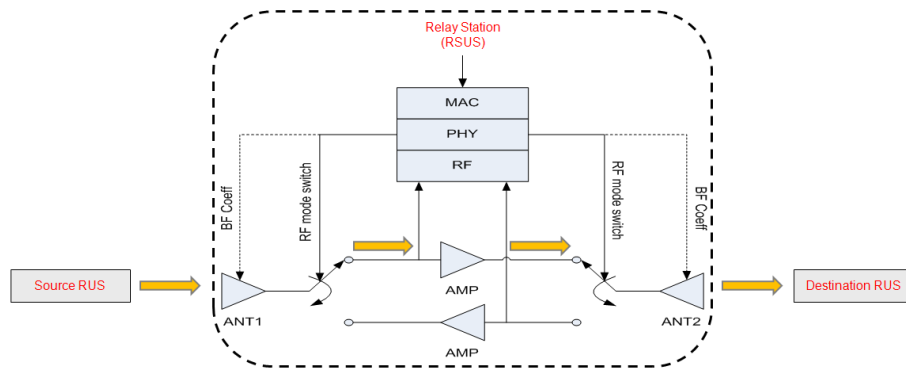 Relay Station
(RSUS)
MAC
PHY
RF
BF Coeff
RF mode switch
RF mode switch
BF Coeff
Source RUS
AMP
Destination RUS
ANT1
ANT2
AMP